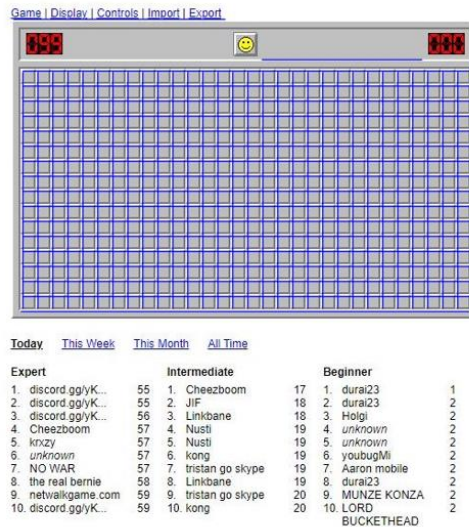 Game | Display | Controls | Import | Export
099 000
Today This Week This Month All Time
Expert Intermediate Beginner
1. discord.gg/yK... 55 1. Cheezboom 17 1. durai23 1
2. discord.gg/yK... 55 2. JIF 18 2. durai23 2
3. discord.gg/yK... 56 3. Linkbane 18 3. Holgi 2
4. Cheezboom 57 4. Nusti 19 4. unknown 2
5. krxzy 57 5. Nusti 19 5. unknown 2
6. unknown 57 6. kong 19 6. youbugMi 2
7. NO WAR 57 7. tristan go skype 19 7. Aaron mobile 2
8. the real bernie 58 8. Linkbane 19 8. durai23 2
9. netwalkgame.com 59 9. tristan go skype 20 9. MUNZE KONZA 2
10. discord.gg/yK... 59 10. kong 20 10. LORD 2
BUCKETHEAD